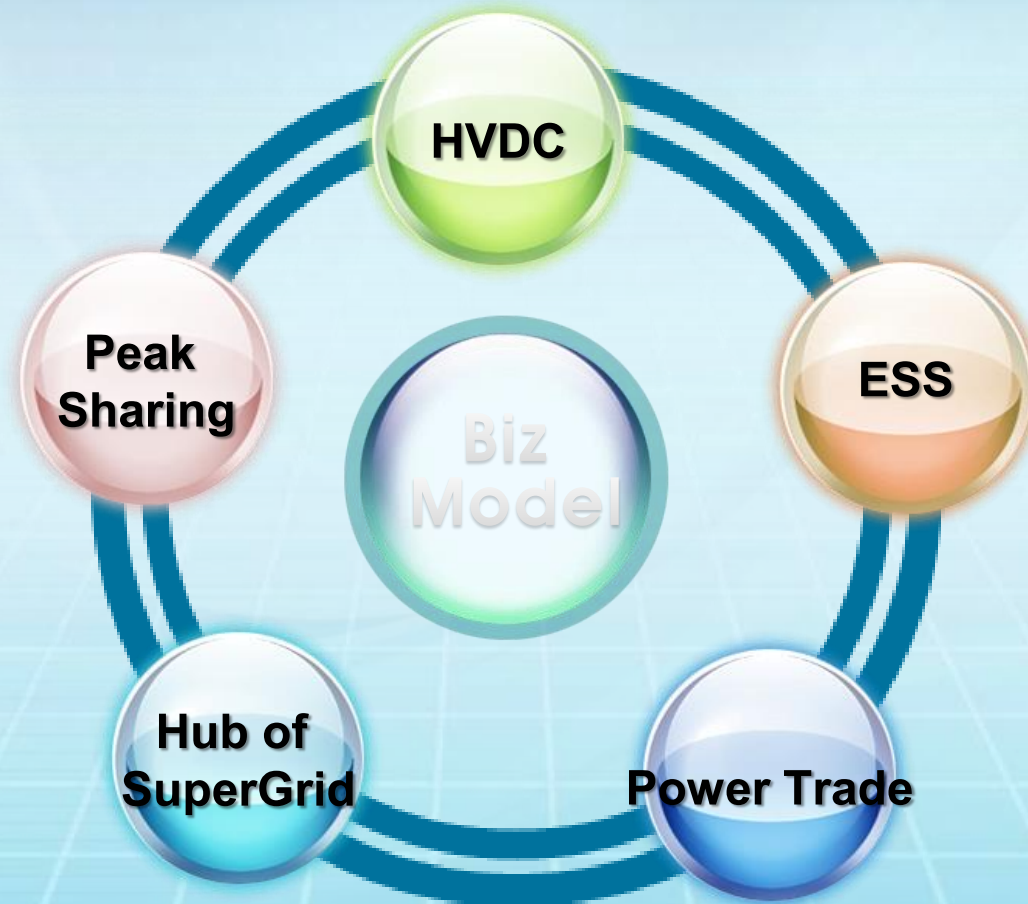 HVDC
Peak
Sharing
ESS
Biz
Model
Hub of
SuperGrid
Power Trade